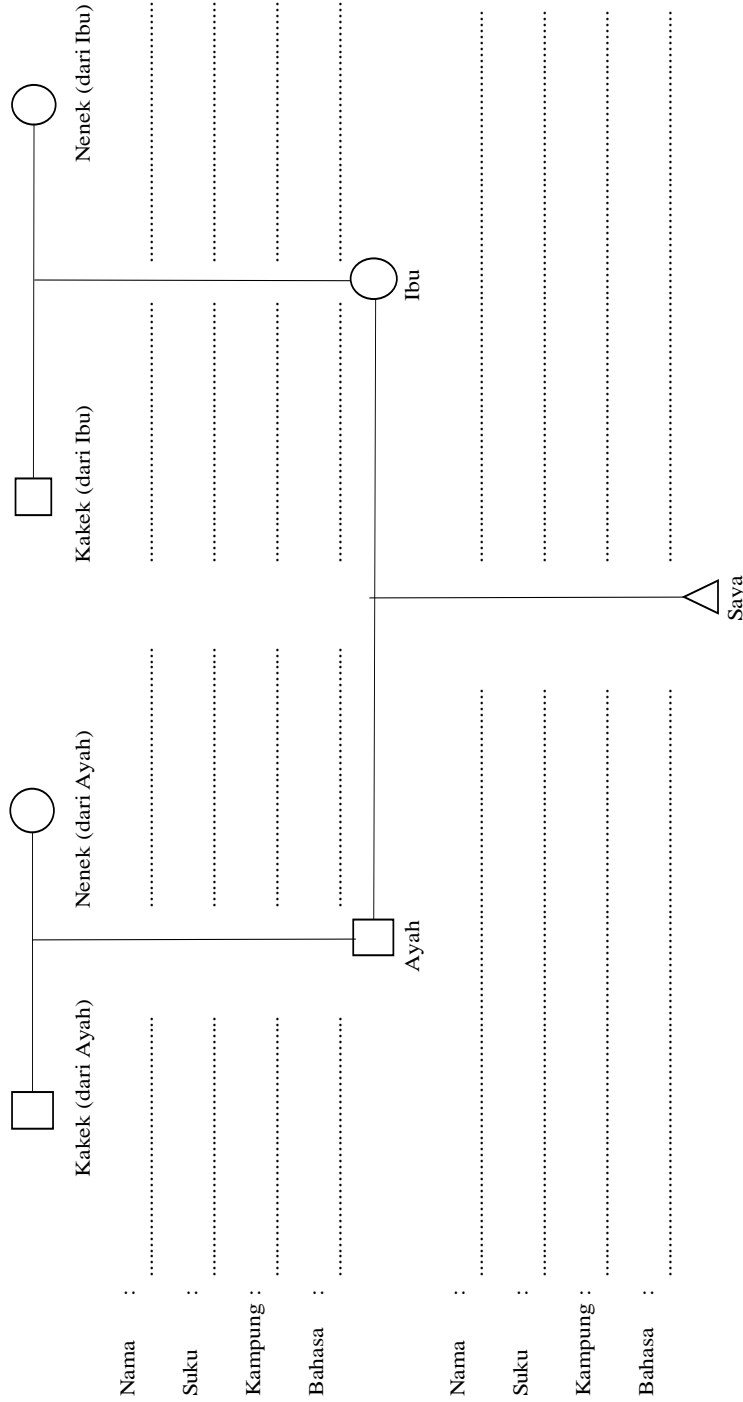 Kakek (dari Ayah) Nenek (dari Ayah) Kakek (dari Ibu) Nenek (dari Ibu)
Nama :
Suku :
Kampung :
Bahasa :
Ayah Ibu
Nama :
Suku :
Kampung :
Bahasa :
Saya